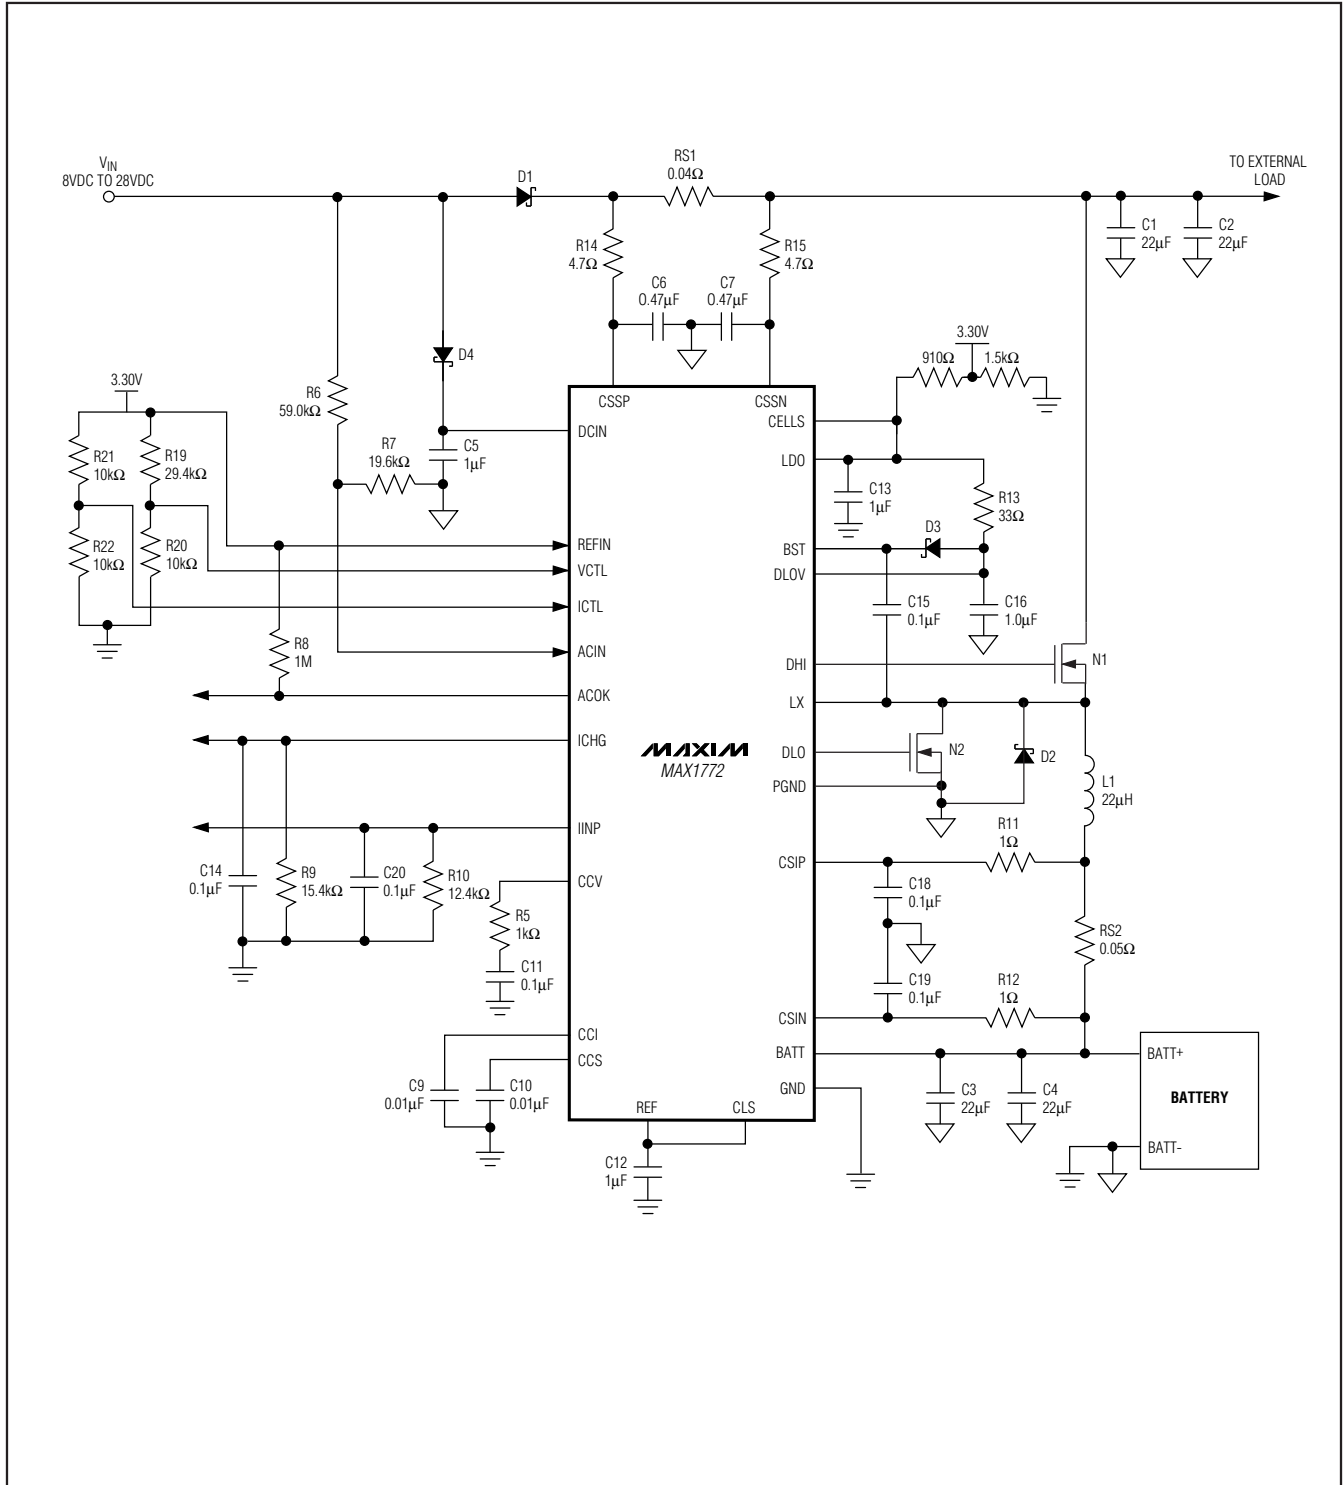 VIN
8VDC TO 28VDC
D1
RS1
0.04Ω
TO EXTERNAL
LOAD
R14
4.7Ω
R15
4.7Ω
C1
22µF
C2
22µF
C6
0.47µF
C7
0.47µF
D4
3.30V
910Ω
1.5kΩ
3.30V
R6
59.0kΩ
CSSP
CSSN
CELLS
DCIN
R7
19.6kΩ
C5
1µF
R21
10kΩ
R19
29.4kΩ
LDO
C13
1µF
R13
33Ω
D3
R22
10kΩ
R20
10kΩ
REFIN
BST
VCTL
DLOV
ICTL
C15
0.1µF
C16
1.0µF
R8
1M
ACIN
DHI
N1
ACOK
LX
ICHG
MAXIM
MAX1772
DLO
N2
D2
PGND
L1
22µH
IINP
R11
1Ω
CSIP
C14
0.1µF
R9
15.4kΩ
C20
0.1µF
R10
12.4kΩ
CCV
C18
0.1µF
R5
1kΩ
RS2
0.05Ω
C11
0.1µF
C19
0.1µF
R12
1Ω
CSIN
CCI
BATT
BATT+
CCS
C9
0.01µF
C10
0.01µF
GND
C3
22µF
C4
22µF
BATTERY
REF
CLS
BATT-
C12
1µF